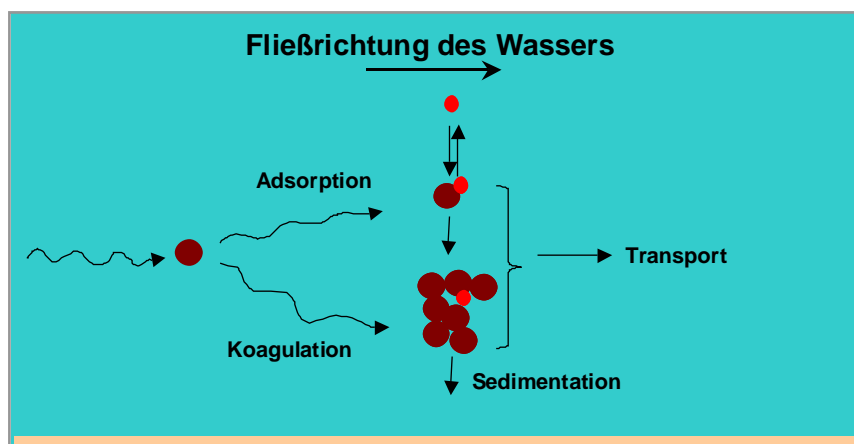 Fließrichtung des Wassers
Adsorption
Transport
Koagulation
Sedimentation